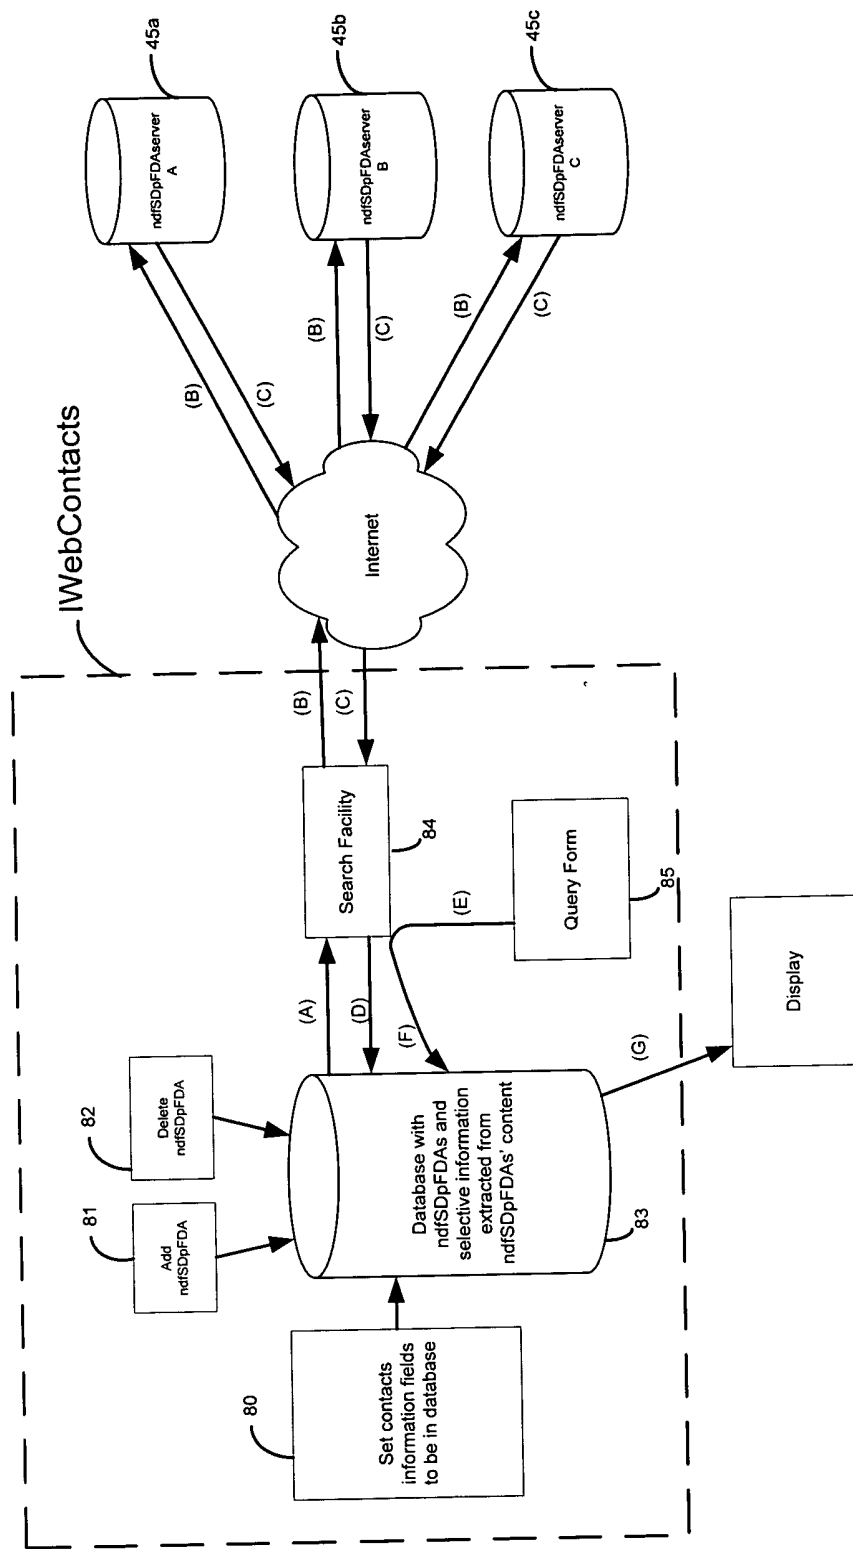 IWebContacts
45a
45b
45c
ndfSDpFDAserver
A
ndfSDpFDAserver
B
ndfSDpFDAserver
C
(B)
(C)
(B)
(C)
(B)
(C)
Internet
(B)
(C)
Search Facility
84
(A)
(D)
(E)
(F)
Query Form
85
82
Delete
ndfSDpFDA
81
Add
ndfSDpFDA
Database with
ndfSDpFDAs and
selective information
extracted from
ndfSDpFDAs' content
83
80
Set contacts
information fields
to be in database
(G)
Display